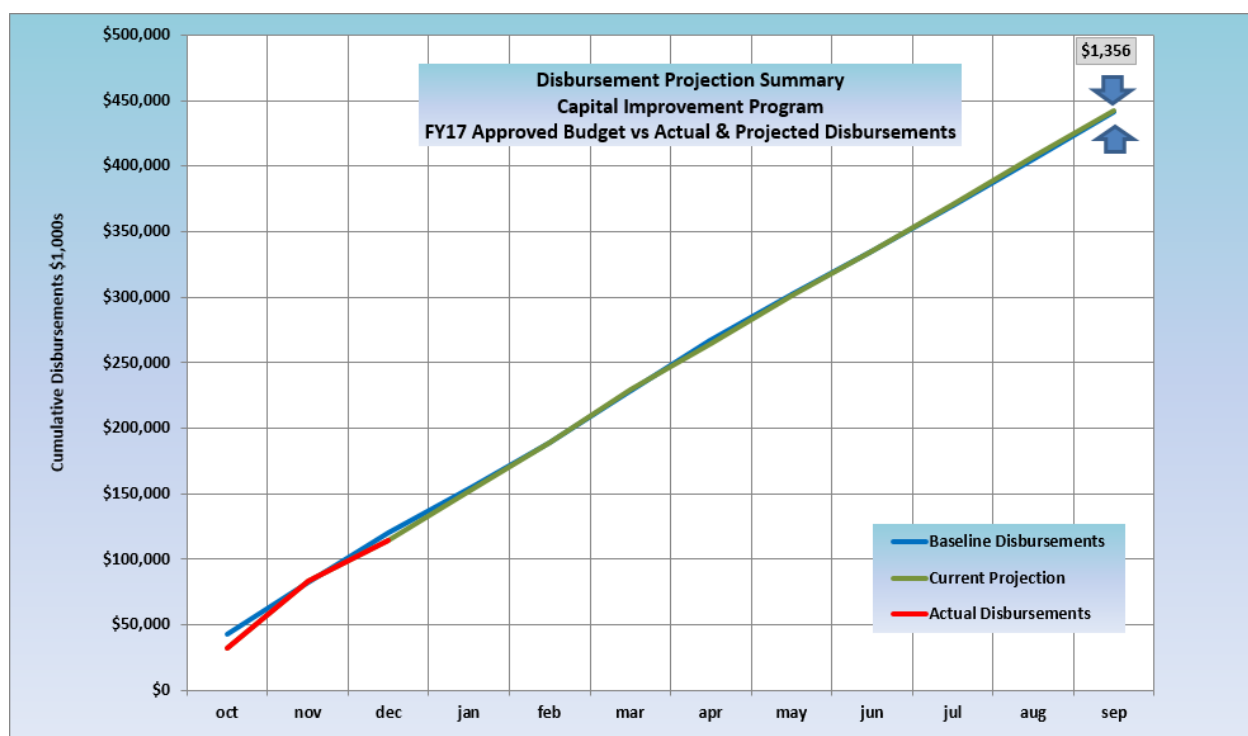 $500,000
$450,000
$400,000
$350,000
$300,000
$250,000
$200,000
$150,000
$100,000
$50,000
$0
Cumulative Disbursements $1,000s
Disbursement Projection Summary
Capital Improvement Program
FY17 Approved Budget vs Actual & Projected Disbursements
$1,356
Baseline Disbursements
Current Projection
Actual Disbursements
oct nov dec jan feb mar apr may jun jul aug sep